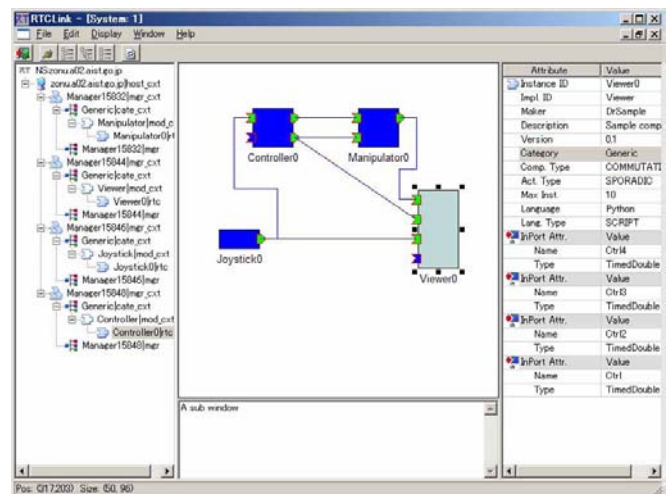 RTCLink - [System: 1]
File Edit Display Window Help
NS:zonu.a02.aist.go.jp
zonu.a02.aist.go.jp|host_cxt
Manager15832|mgr_cxt
Generic|cate_cxt
Manipulator|mod_c
Manipulator0|rt
Manager15832|mgr
Manager15844|mgr_cxt
Generic|cate_cxt
Viewer|mod_cxt
Viewer0|rtc
Manager15844|mgr
Manager15846|mgr_cxt
Generic|cate_cxt
Joystick|mod_cxt
Joystick0|rtc
Manager15846|mgr
Manager15848|mgr_cxt
Generic|cate_cxt
Controller|mod_cxt
Controller0|rtc
Manager15848|mgr
Controller0
Manipulator0
Joystick0
Viewer0
A sub window
Attribute Value
Instance ID Viewer0
Impl. ID Viewer
Maker DrSample
Description Sample comp
Version 0.1
Category Generic
Comp. Type COMMUTATI
Act. Type SPORADIC
Max Inst. 10
Language Python
Lang. Type SCRIPT
InPort Attr. Value
Name Ctrl4
Type TimedDouble
InPort Attr. Value
Name Ctrl3
Type TimedDouble
InPort Attr. Value
Name Ctrl2
Type TimedDouble
InPort Attr. Value
Name Ctrl
Type TimedDouble
Pos: (317,203) Size: (50, 96)